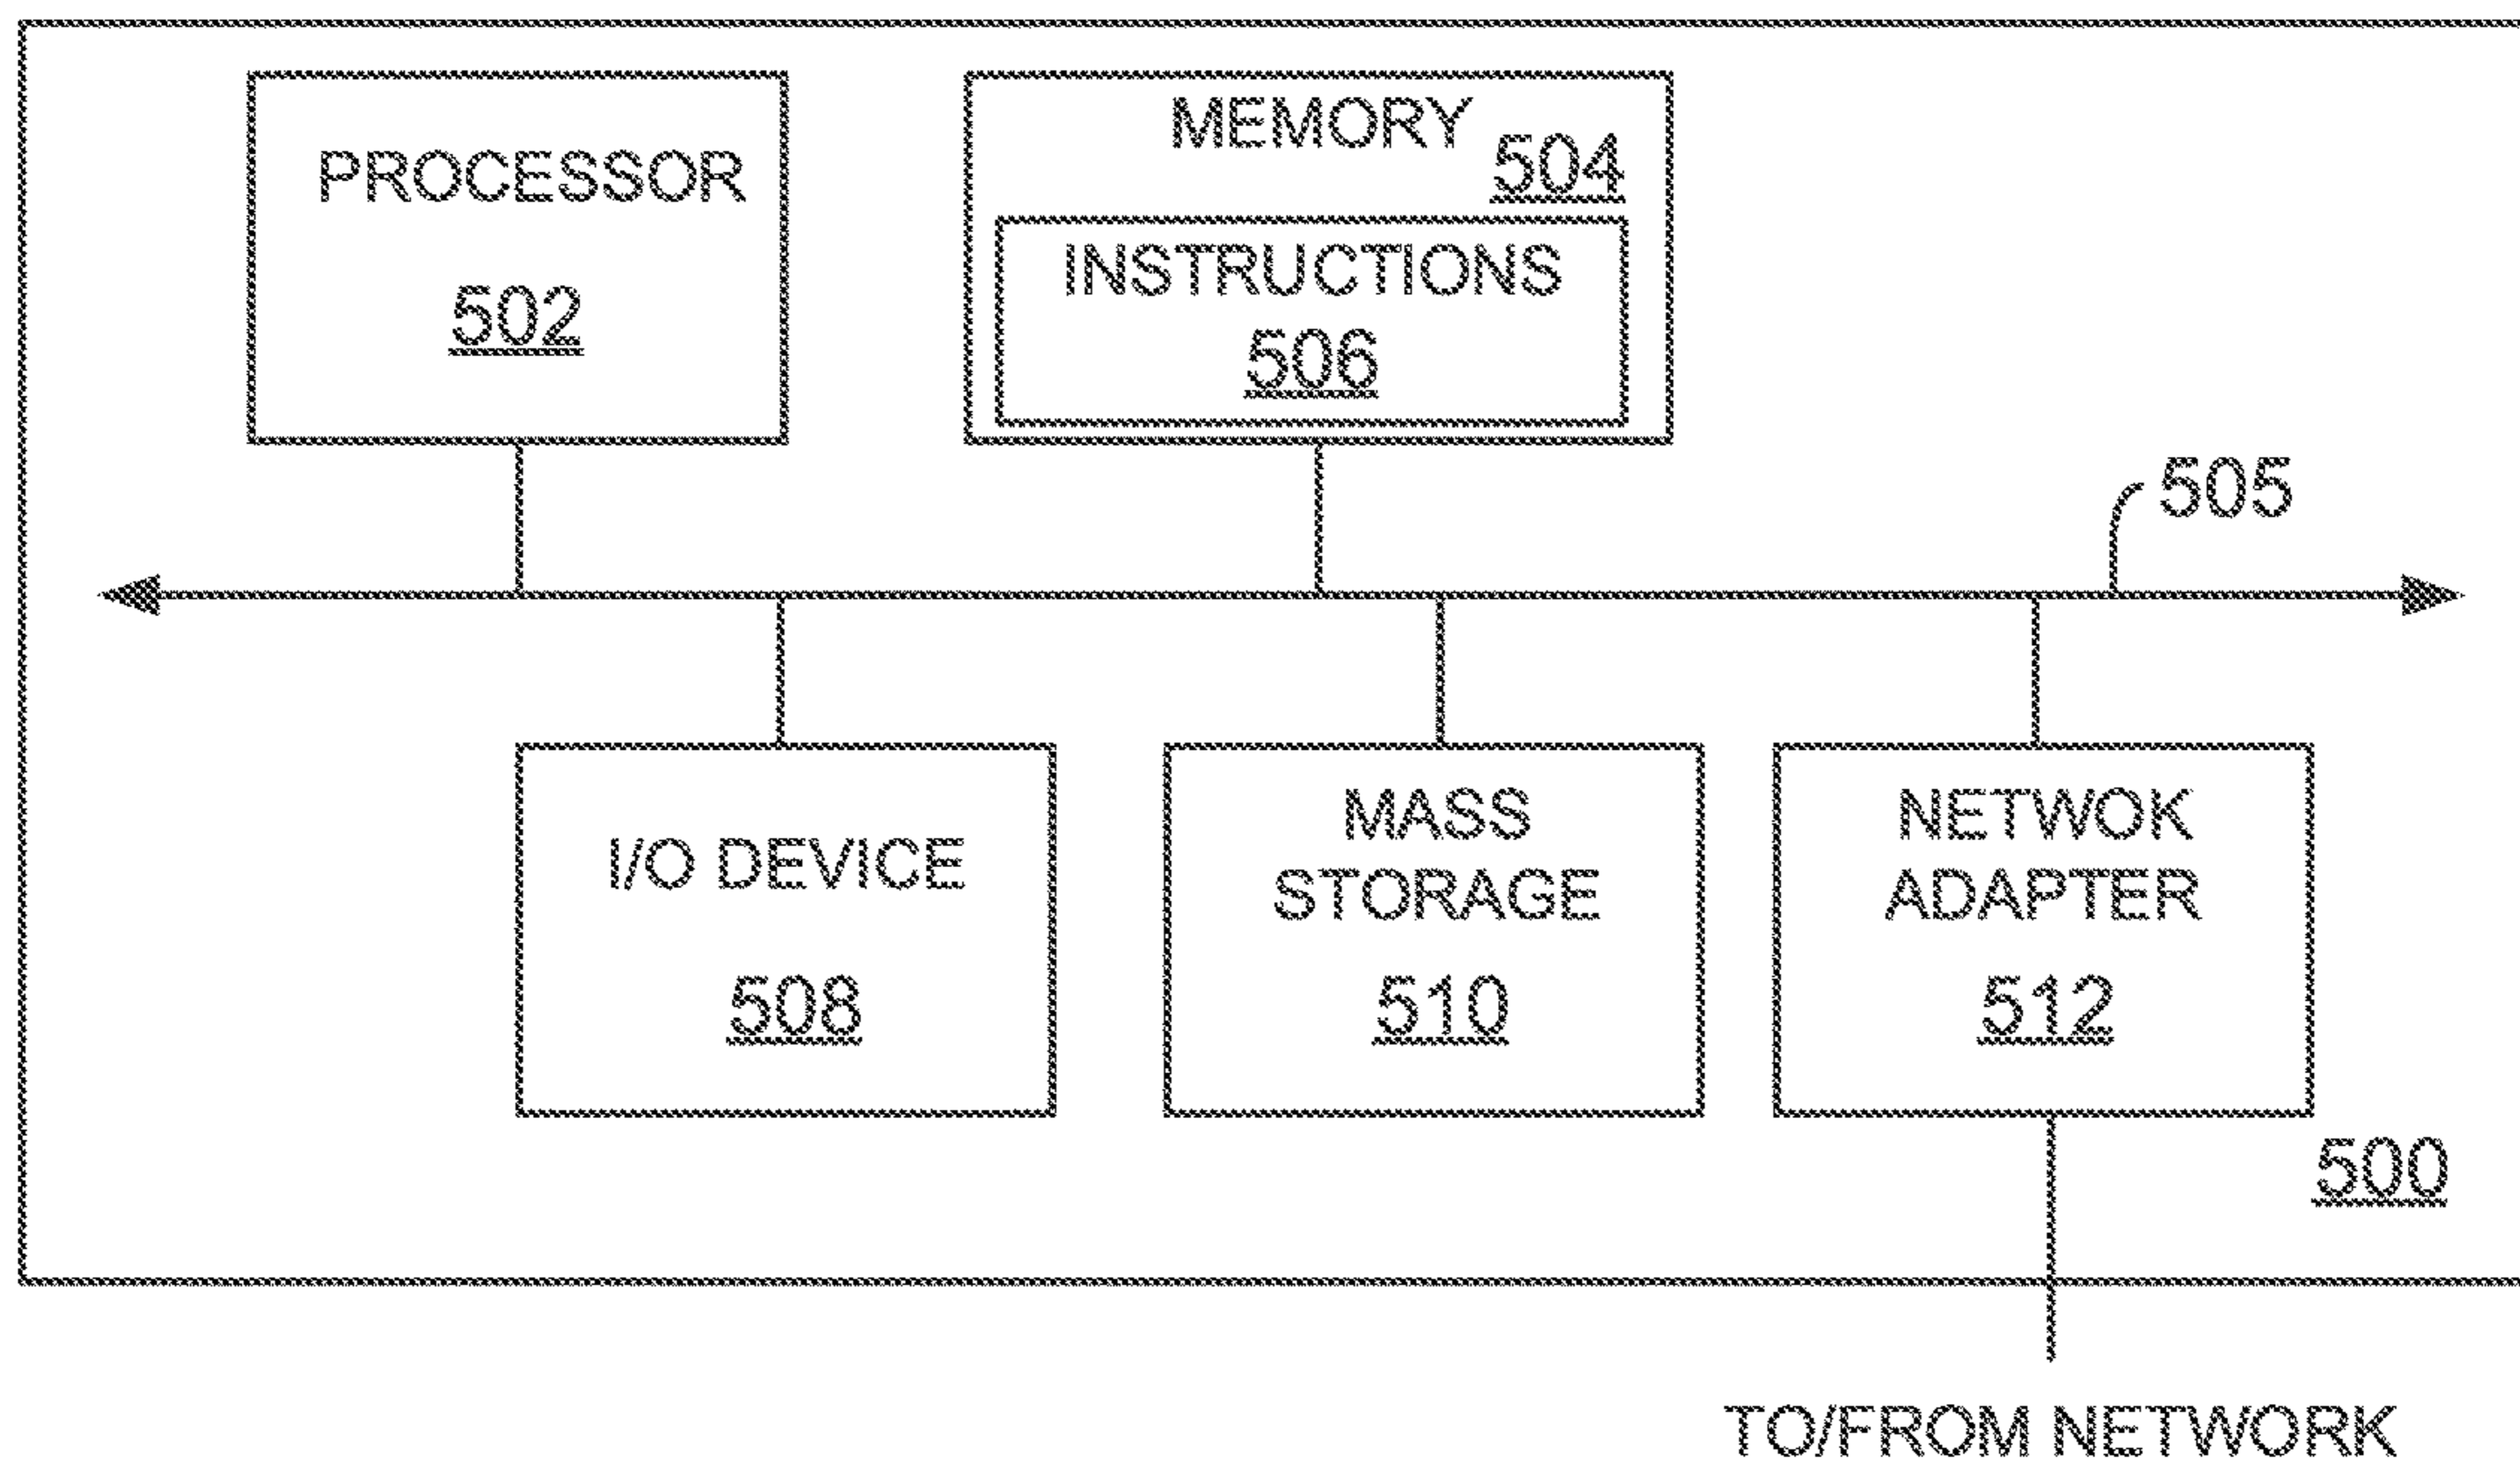 PROCESSOR
502
MEMORY
504
INSTRUCTIONS
506
505
I/O DEVICE
508
MASS
STORAGE
510
NETWOK
ADAPTER
512
500
TO/FROM NETWORK